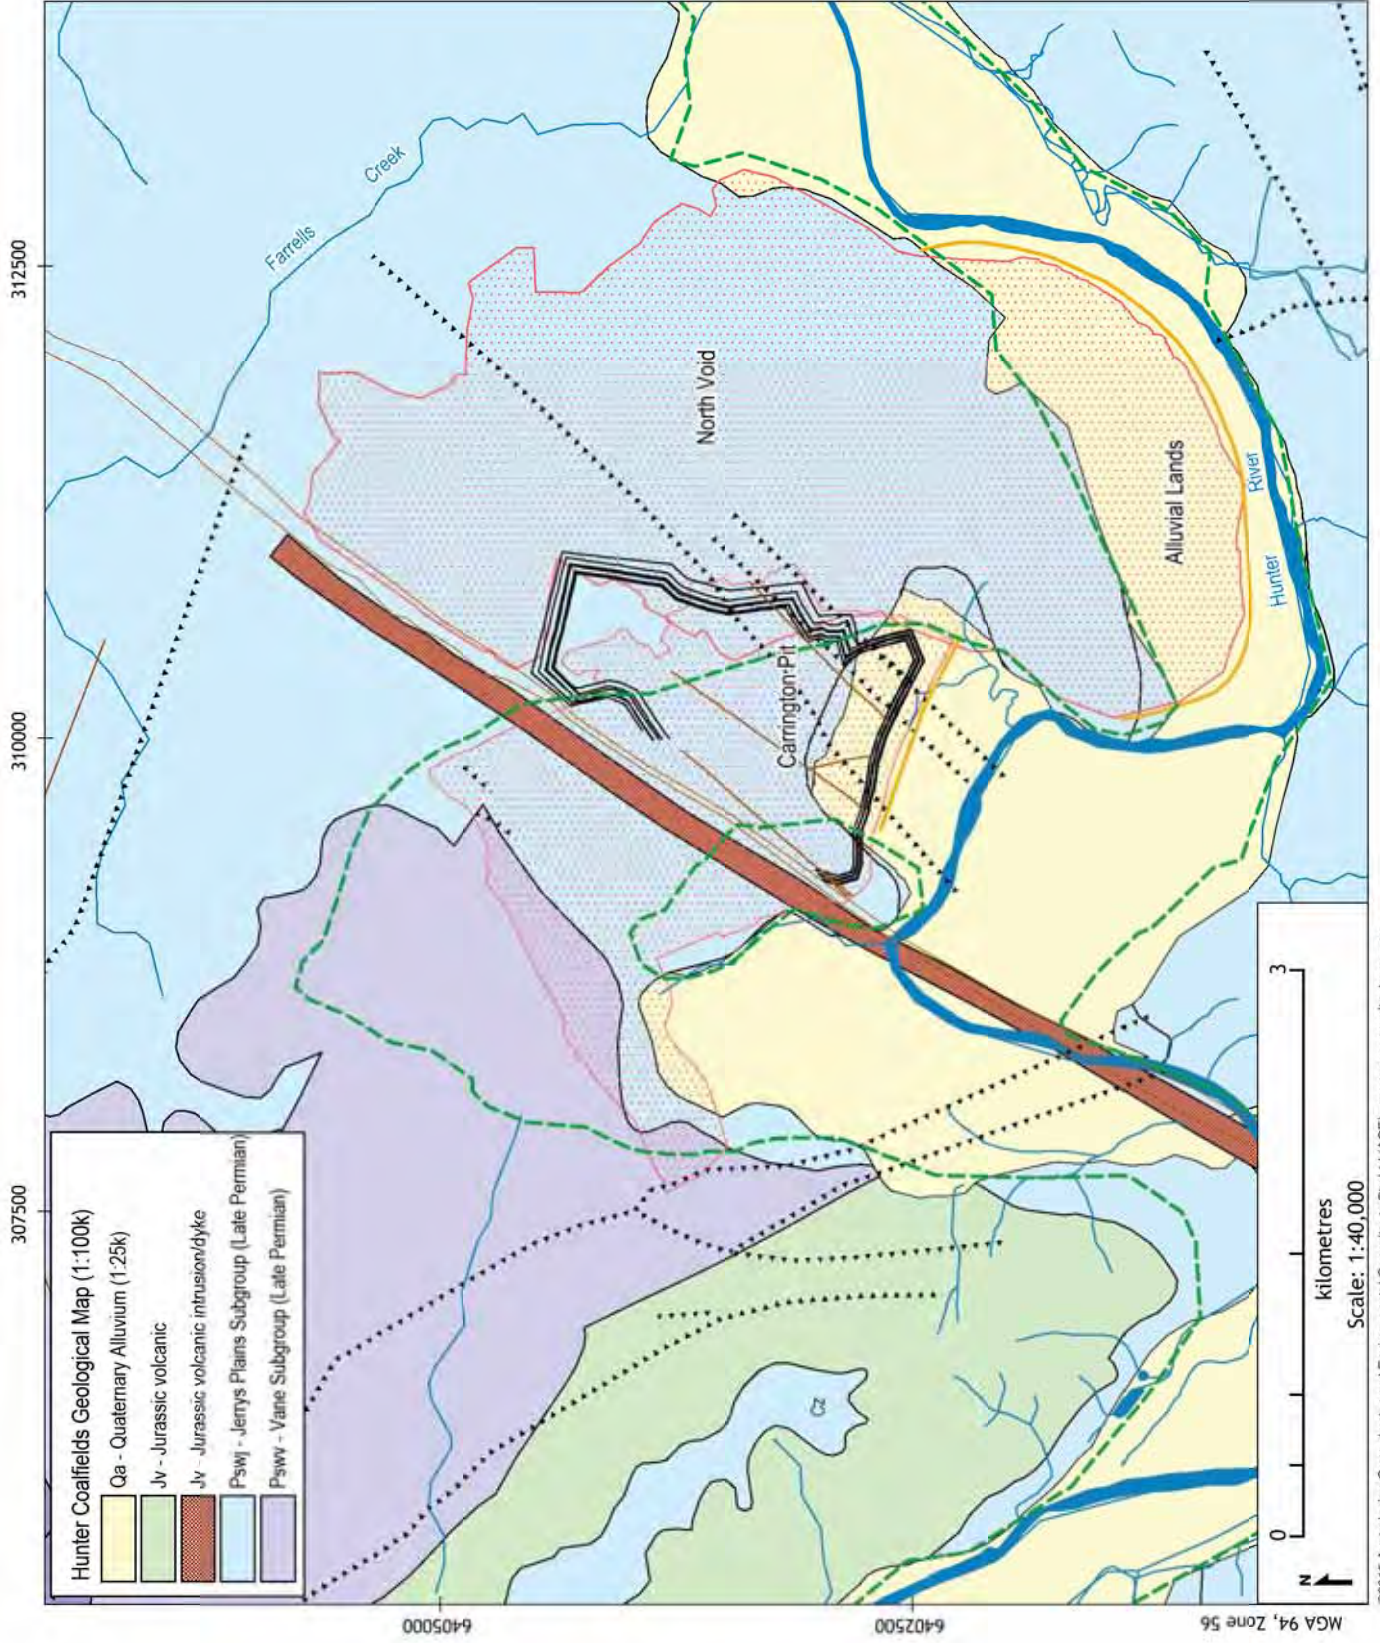 Hunter Coalfields Geological Map (1:100k)
Qa - Quaternary Alluvium (1:25k)
Jv - Jurassic volcanic
Jv - Jurassic volcanic intrusion/dyke
Pswj - Jerrys Plains Subgroup (Late Permian)
Pswv - Vane Subgroup (Late Permian)
307500
310000
312500
6405000
6402500
Farrells
Creek
North Void
Carrington Pit
Alluvial Lands
Hunter
River
Cz
N
0
3
kilometres
Scale: 1:40,000
MGA 94, Zone 56